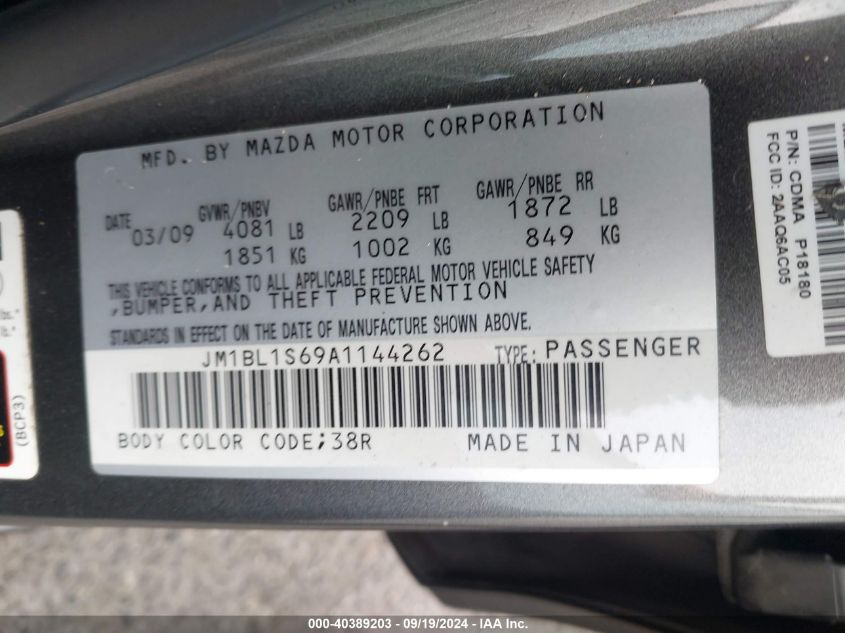 MFD. BY MAZDA MOTOR CORPORATION
DATE GVWR/PNBV GAWR/PNBE FRT GAWR/PNBE RR
03/09 4081 LB 2209 LB 1872 LB
1851 KG 1002 KG 849 KG
THIS VEHICLE CONFORMS TO ALL APPLICABLE FEDERAL MOTOR VEHICLE SAFETY
,BUMPER,AND THEFT PREVENTION
STANDARDS IN EFFECT ON THE DATE OF MANUFACTURE SHOWN ABOVE.
JM1BL1S69A1144262 TYPE: PASSENGER
BODY COLOR CODE;38R MADE IN JAPAN
P/N: CDMA P18180
FCC ID: 2AAQ6AC05
lbs."
lb."
(BCP3)
000-40389203 - 09/19/2024 - IAA Inc.